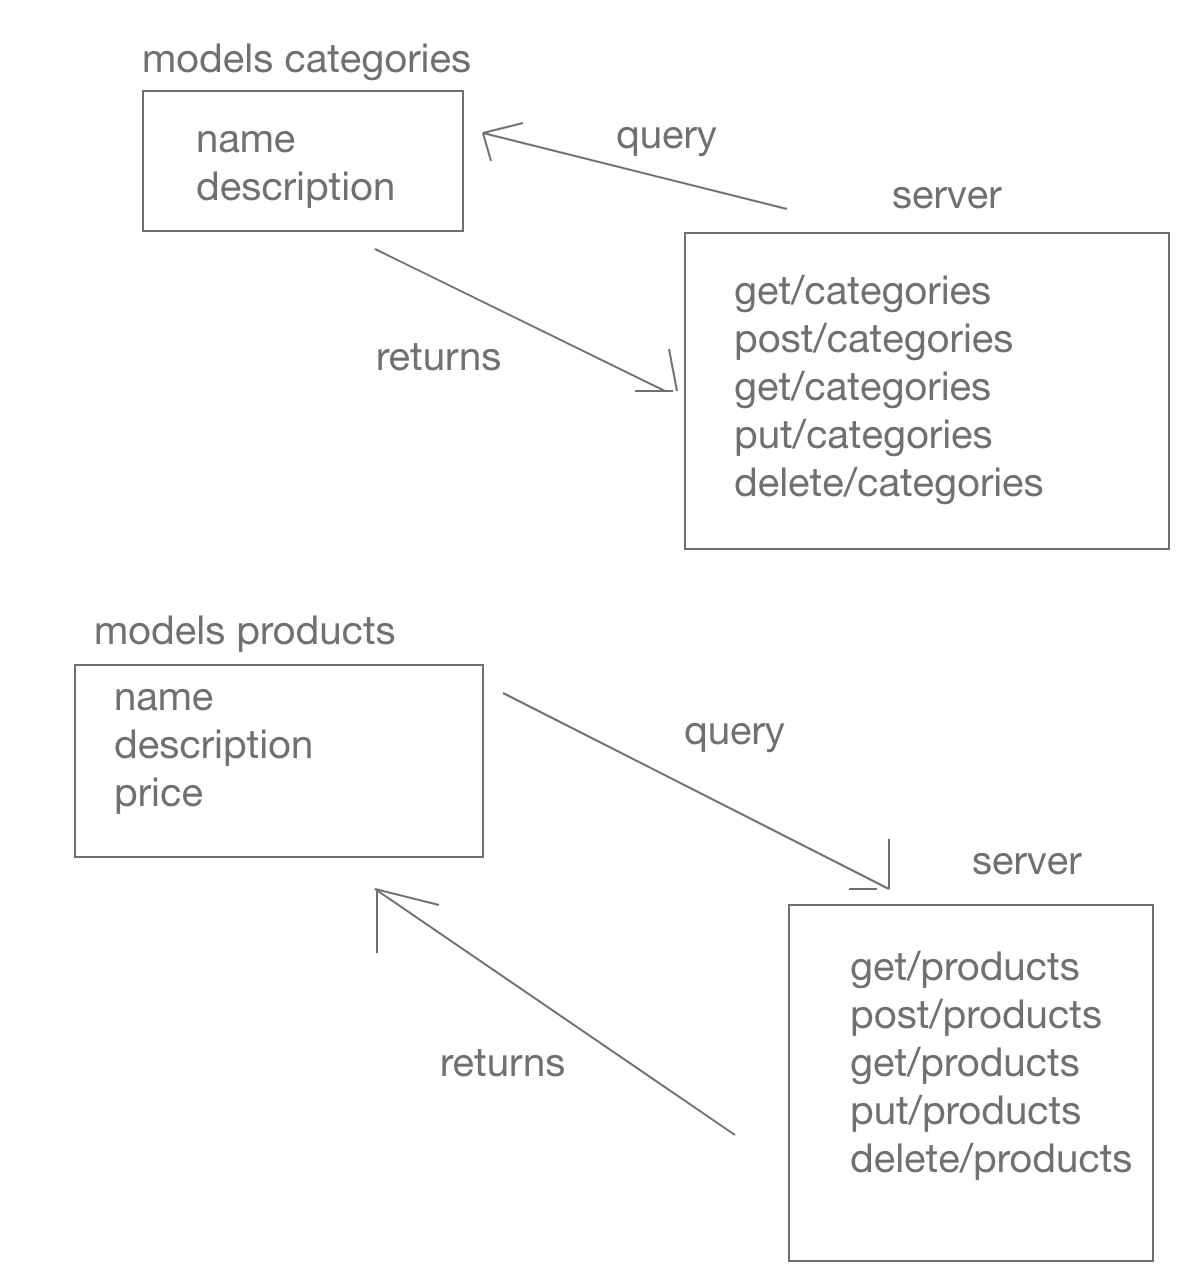 models categories
name
description
query
server
get/categories
post/categories
get/categories
put/categories
delete/categories
returns
models products
name
description
price
query
server
get/products
post/products
get/products
put/products
delete/products
returns